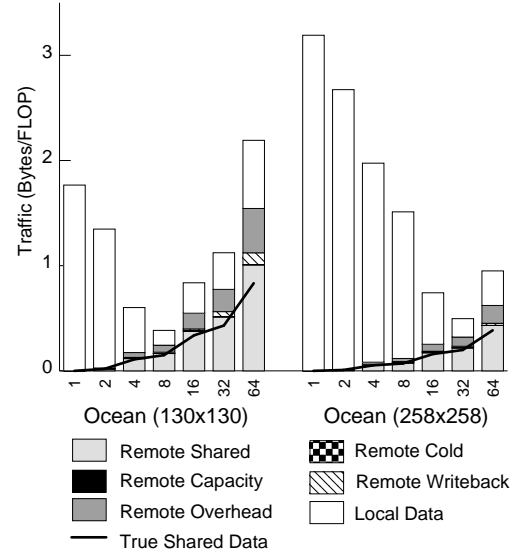 Traffic (Bytes/FLOP)
3
2
1
0
1 2 4 8 16 32 64
1 2 4 8 16 32 64
Ocean (130x130)
Ocean (258x258)
Remote Shared
Remote Cold
Remote Capacity
Remote Writeback
Remote Overhead
Local Data
True Shared Data